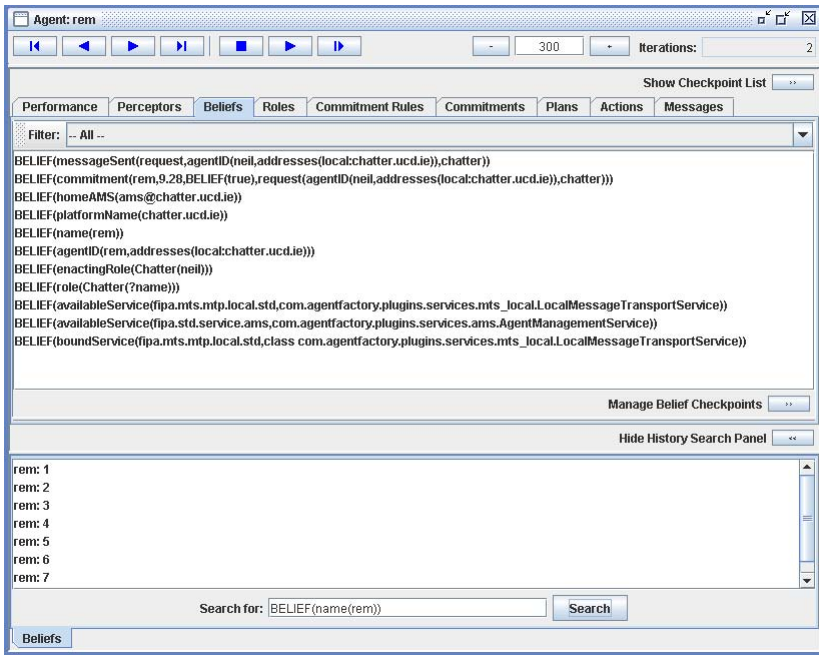 Agent: rem
- 300 + Iterations: 2
Show Checkpoint List >>
Performance Perceptors Beliefs Roles Commitment Rules Commitments Plans Actions Messages
Filter: -- All --
BELIEF(messageSent(request,agentID(neil,addresses(local:chatter.ucd.ie)),chatter))
BELIEF(commitment(rem,9.28,BELIEF(true),request(agentID(neil,addresses(local:chatter.ucd.ie)),chatter)))
BELIEF(homeAMS(ams@chatter.ucd.ie))
BELIEF(platformName(chatter.ucd.ie))
BELIEF(name(rem))
BELIEF(agentID(rem,addresses(local:chatter.ucd.ie)))
BELIEF(enactingRole(Chatter(neil)))
BELIEF(role(Chatter(?name)))
BELIEF(availableService(fipa.mts.mtp.local.std,com.agentfactory.plugins.services.mts_local.LocalMessageTransportService))
BELIEF(availableService(fipa.std.service.ams,com.agentfactory.plugins.services.ams.AgentManagementService))
BELIEF(boundService(fipa.mts.mtp.local.std,class com.agentfactory.plugins.services.mts_local.LocalMessageTransportService))
Manage Belief Checkpoints >>
Hide History Search Panel <<
rem: 1
rem: 2
rem: 3
rem: 4
rem: 5
rem: 6
rem: 7
Search for: BELIEF(name(rem)) Search
Beliefs